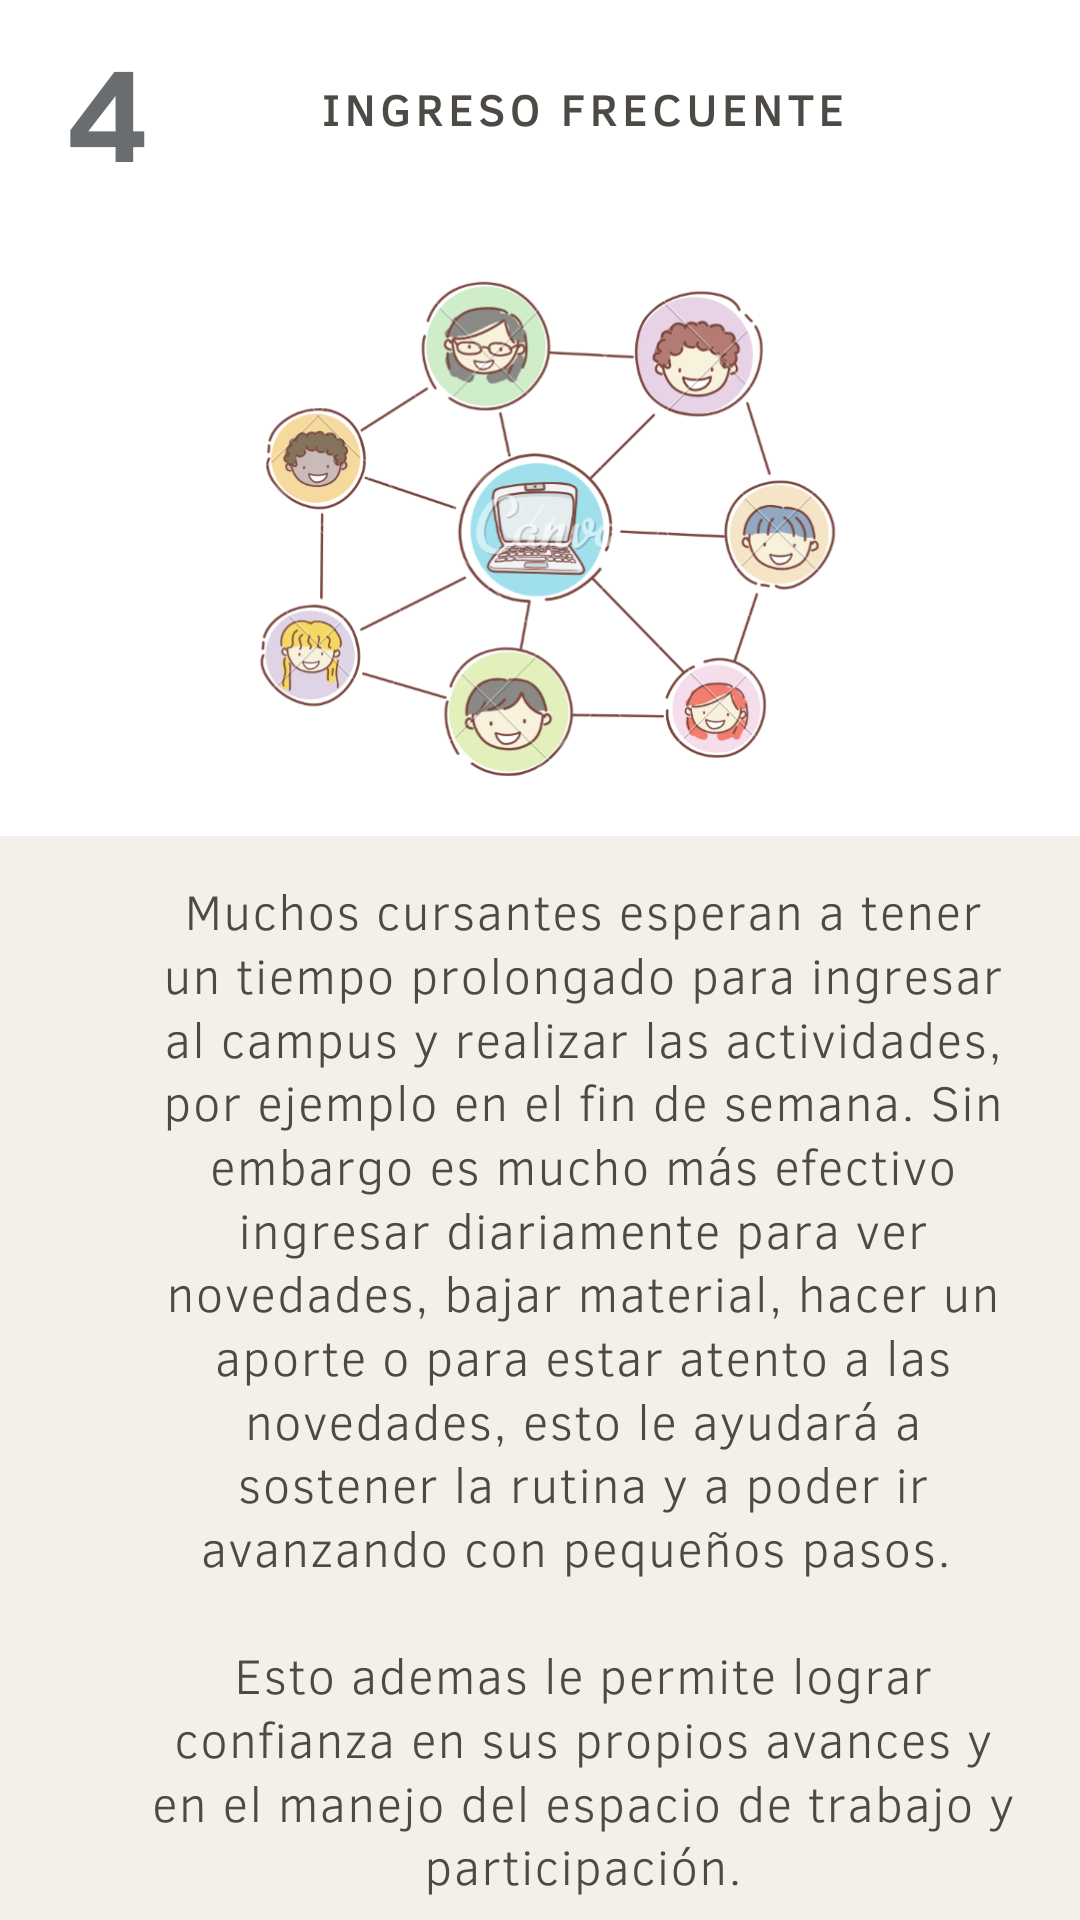 4
INGRESO FRECUENTE
Canva
Muchos cursantes esperan a tener
un tiempo prolongado para ingresar
al campus y realizar las actividades,
por ejemplo en el fin de semana. Sin
embargo es mucho más efectivo
ingresar diariamente para ver
novedades, bajar material, hacer un
aporte o para estar atento a las
novedades, esto le ayudará a
sostener la rutina y a poder ir
avanzando con pequeños pasos.
Esto ademas le permite lograr
confianza en sus propios avances y
en el manejo del espacio de trabajo y
participación.